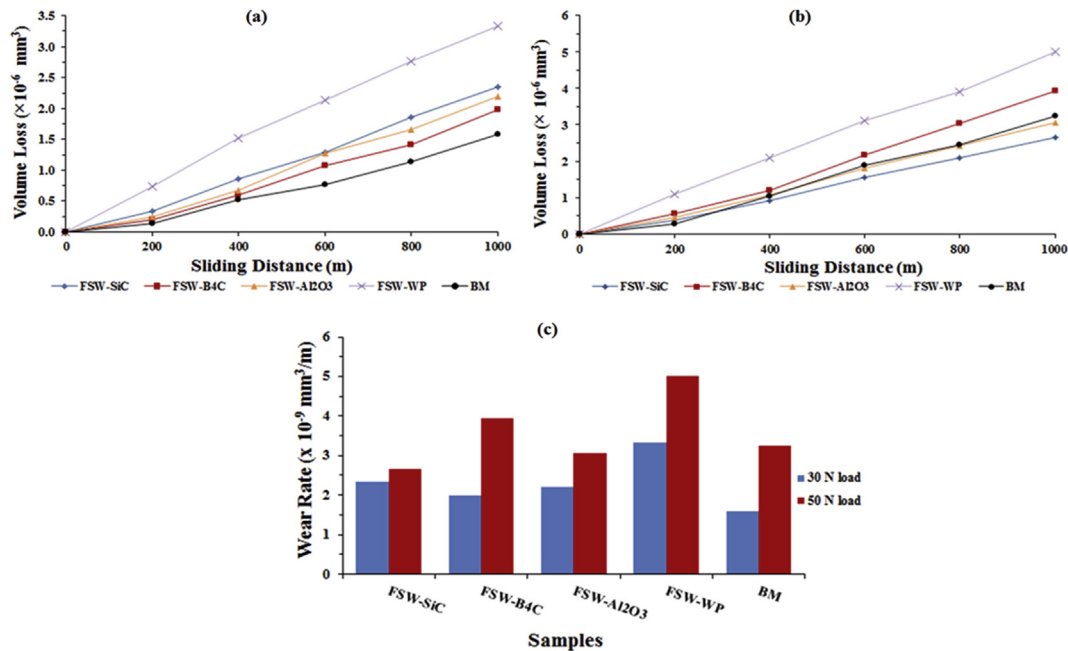 (a)
Volume Loss (×10⁻⁶ mm³)
3.5
3.0
2.5
2.0
1.5
1.0
0.5
0.0
0 200 400 600 800 1000
Sliding Distance (m)
FSW-SiC FSW-B4C FSW-Al2O3 FSW-WP BM
(b)
Volume Loss (× 10⁻⁶ mm³)
6
5
4
3
2
1
0
0 200 400 600 800 1000
Sliding Distance (m)
FSW-SiC FSW-B4C FSW-Al2O3 FSW-WP BM
(c)
Wear Rate (x 10⁻⁹ mm³/m)
6
5
4
3
2
1
0
FSW-SiC FSW-B4C FSW-Al2O3 FSW-WP BM
Samples
30 N load
50 N load